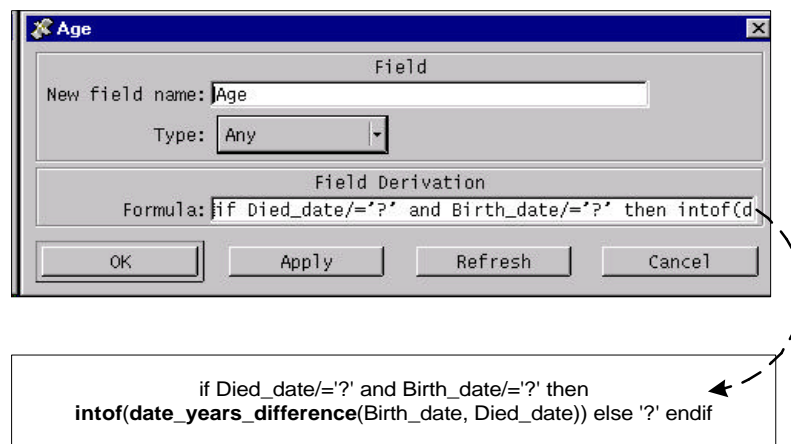 Age
Field
New field name: Age
Type: Any
Field Derivation
Formula: if Died_date/='?' and Birth_date/='?' then intof(d
OK Apply Refresh Cancel
if Died_date/='?' and Birth_date/='?' then
intof(date_years_difference(Birth_date, Died_date)) else '?' endif